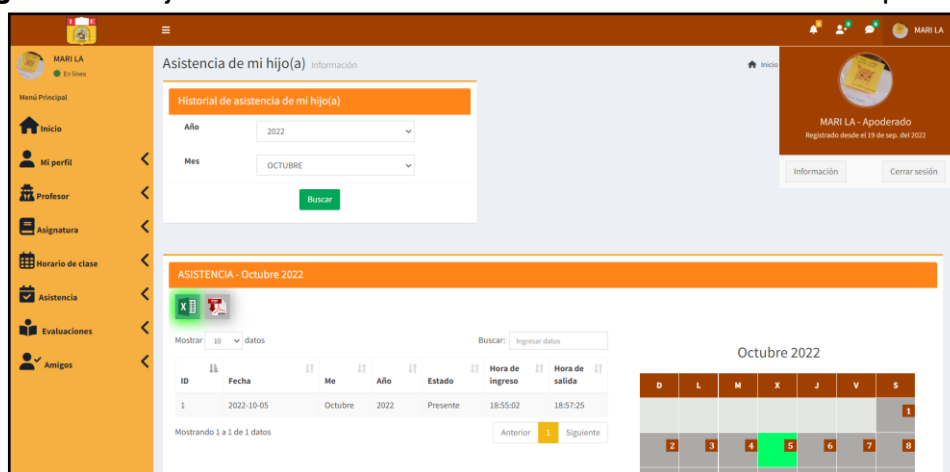 MARI LA
MARI LA
En línea
Menú Principal
Inicio
Mi perfil
Profesor
Asignatura
Horario de clase
Asistencia
Evaluaciones
Amigos
Asistencia de mi hijo(a) Información
Inicio
Historial de asistencia de mi hijo(a)
Año 2022
Mes OCTUBRE
Buscar
MARI LA - Apoderado
Registrado desde el 19 de sep. del 2022
Información Cerrar sesión
ASISTENCIA - Octubre 2022
Mostrar 10 datos Buscar: Ingresar datos
ID Fecha Me Año Estado Hora de ingreso Hora de salida
1 2022-10-05 Octubre 2022 Presente 18:55:02 18:57:25
Mostrando 1 a 1 de 1 datos Anterior 1 Siguiente
Octubre 2022
D L M X J V S
1
2 3 4 5 6 7 8